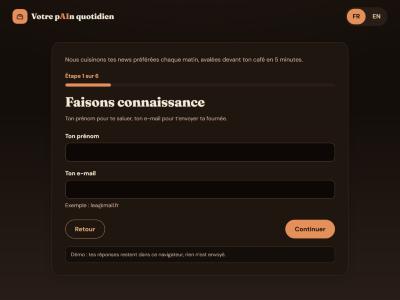 Votre pAIn quotidien
FR EN
Nous cuisinons tes news préférées chaque matin, avalées devant ton café en 5 minutes.
Étape 1 sur 6
Faisons connaissance
Ton prénom pour te saluer, ton e-mail pour t'envoyer ta fournée.
Ton prénom
Ton e-mail
Exemple : lea@mail.fr
Retour Continuer
Démo : tes réponses restent dans ce navigateur, rien n'est envoyé.